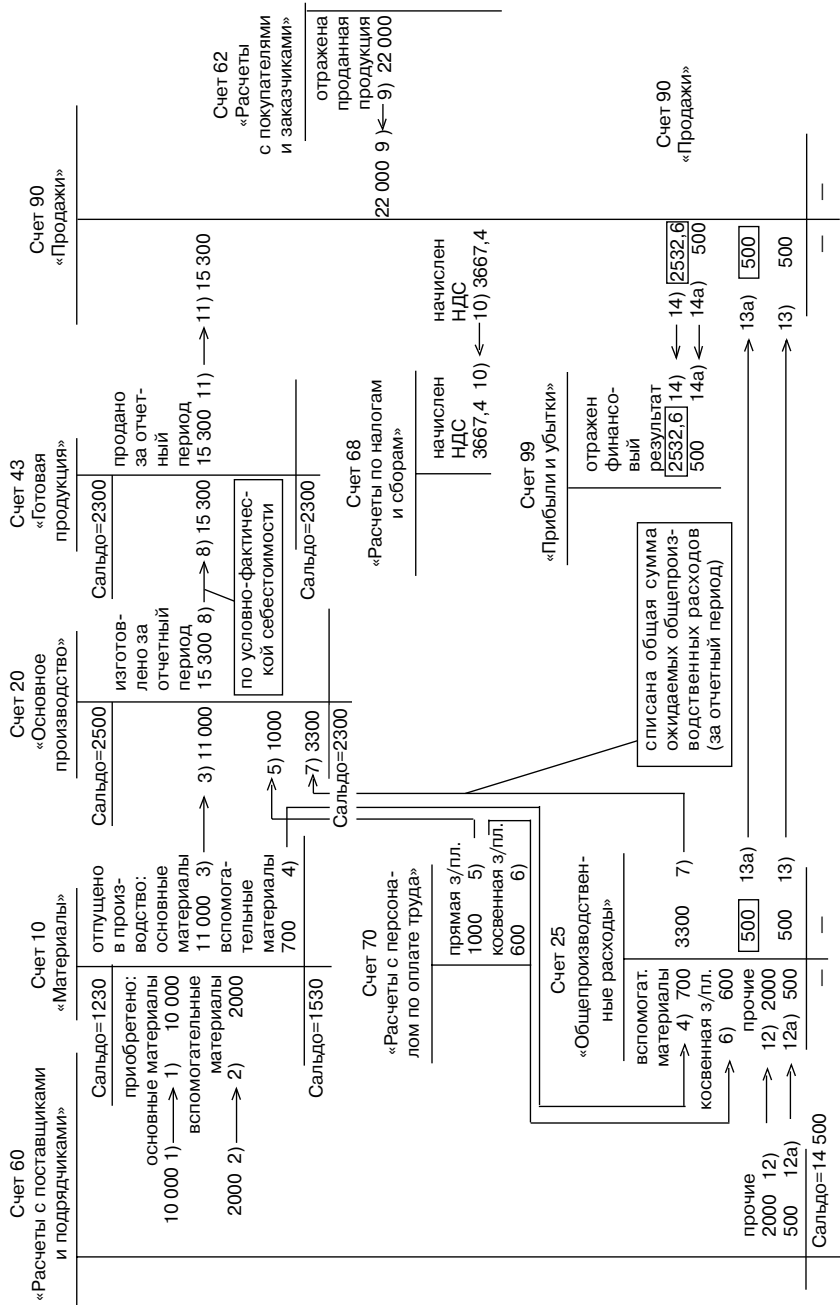 Счет 60
«Расчеты с поставщиками
и подрядчиками»
10 000 1)
2000 2)
прочие
2000 12)
500 12а)
Сальдо=14 500
Счет 10
«Материалы»
Сальдо=1230
приобретено:
основные материалы
1) 10 000
вспомогательные
материалы
2) 2000
Сальдо=1530
отпущено
в произ-
водство:
основные
материалы
11 000 3)
вспомога-
тельные
материалы
700 4)
Счет 20
«Основное
производство»
Сальдо=2500
3) 11 000
5) 1000
7) 3300
Сальдо=2300
изготов-
лено за
отчетный
период
15 300 8)
по условно-фактичес-
кой себестоимости
Счет 43
«Готовая
продукция»
Сальдо=2300
8) 15 300
Сальдо=2300
продано
за отчет-
ный
период
15 300 11)
Счет 90
«Продажи»
11) 15 300
22 000 9)
Счет 62
«Расчеты
с покупателями
и заказчиками»
отражена
проданная
продукция
9) 22 000
Счет 70
«Расчеты с персона-
лом по оплате труда»
прямая з/пл.
1000 5)
косвенная з/пл.
600 6)
Счет 68
«Расчеты по налогам
и сборам»
начислен
НДС
3667,4 10)
начислен
НДС
10) 3667,4
Счет 25
«Общепроизводствен-
ные расходы»
вспомогат.
материалы
4) 700
косвенная з/пл.
6) 600
прочие
12) 2000
12а) 500
—
3300 7)
500 13а)
500 13)
—
списана общая сумма
ожидаемых общепроиз-
водственных расходов
(за отчетный период)
Счет 99
«Прибыли и убытки»
отражен
финансо-
вый
результат
2532,6 14)
500 14а)
14) 2532,6
14а) 500
13а) 500
13) 500
—
—
Счет 90
«Продажи»